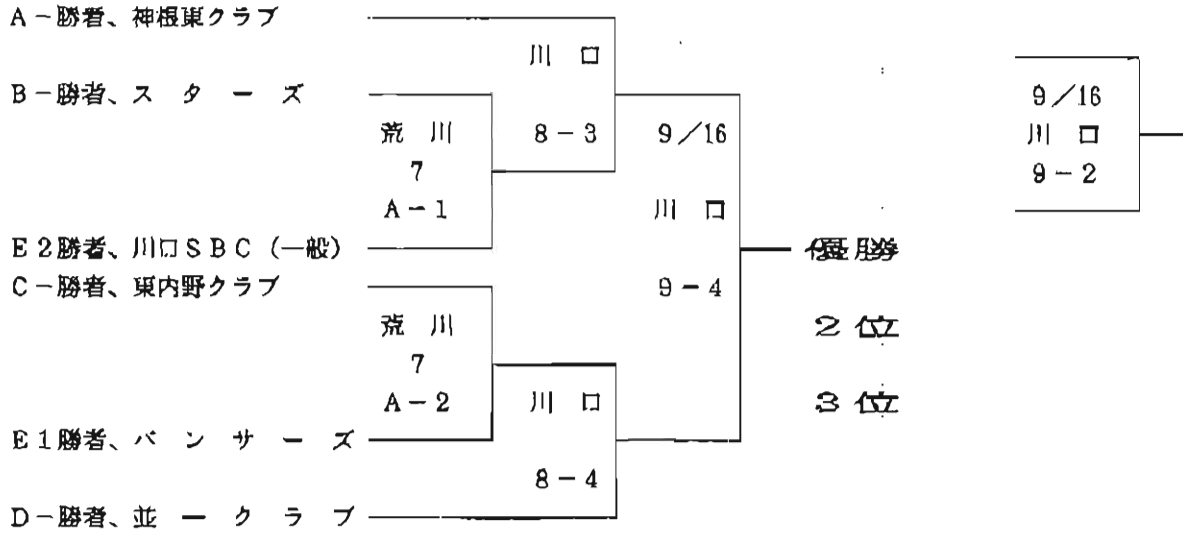 A－勝者、神根東クラブ
川 口
B－勝者、ス タ ー ズ
9／16
荒 川
8－3
9／16
川 口
7
9－2
A－1
川 口
E2勝者、川口SBC（一般）
優勝
C－勝者、東内野クラブ
9－4
荒 川
2位
7
A－2
川 口
3位
E1勝者、バ ン サ ー ズ
8－4
D－勝者、並 一 ク ラ ブ